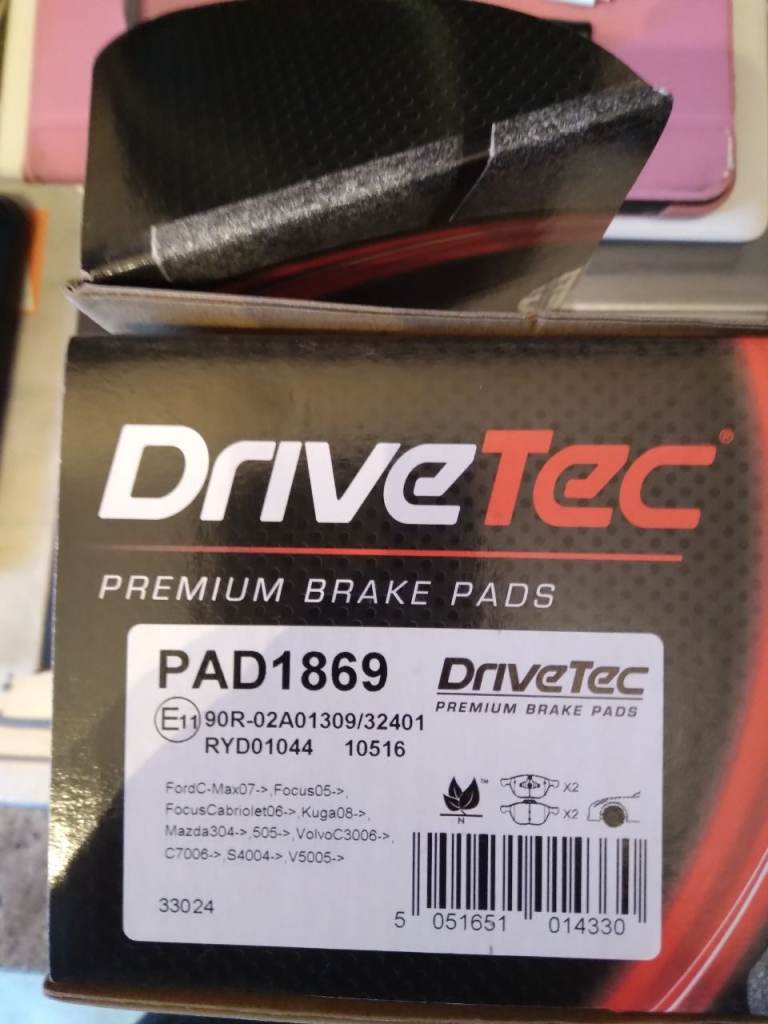 DriveTec®
PREMIUM BRAKE PADS
PAD1869
DriveTec
PREMIUM BRAKE PADS
E11 90R-02A01309/32401
RYD01044 10516
FordC-Max07->,Focus05->,
FocusCabriolet06->,Kuga08->,
Mazda304->,505->,VolvoC3006->,
C7006->,S4004->,V5005->
TM
N
X2
X2
33024
5 051651 014330